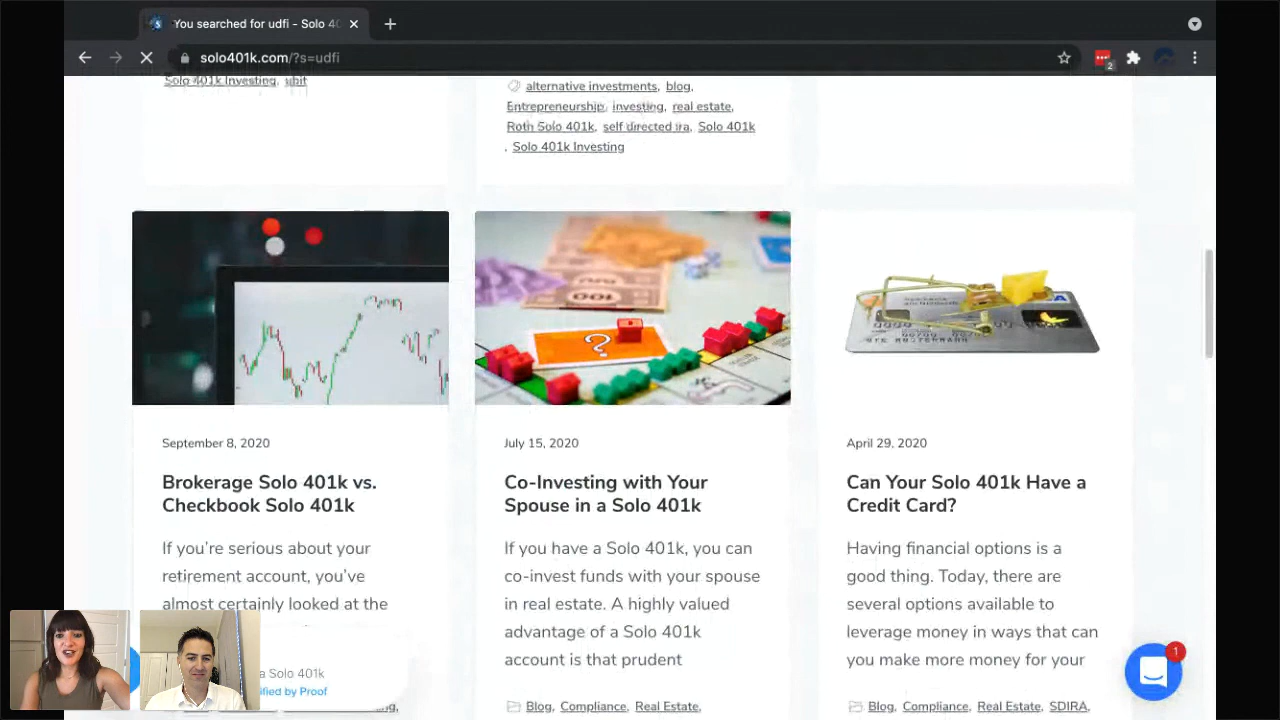 You searched for udfi - Solo 40
solo401k.com/?s=udfi
2
Solo 401k Investing, ubit
alternative investments, blog,
Entrepreneurship, investing, real estate,
Roth Solo 401k, self directed ira, Solo 401k
, Solo 401k Investing
September 8, 2020
Brokerage Solo 401k vs.
Checkbook Solo 401k
If you're serious about your
retirement account, you've
almost certainly looked at the
July 15, 2020
Co-Investing with Your
Spouse in a Solo 401k
If you have a Solo 401k, you can
co-invest funds with your spouse
in real estate. A highly valued
advantage of a Solo 401k
account is that prudent
Blog, Compliance, Real Estate,
April 29, 2020
Can Your Solo 401k Have a
Credit Card?
Having financial options is a
good thing. Today, there are
several options available to
leverage money in ways that can
you make more money for your
Blog, Compliance, Real Estate, SDIRA,
a Solo 401k
ified by Proof
1